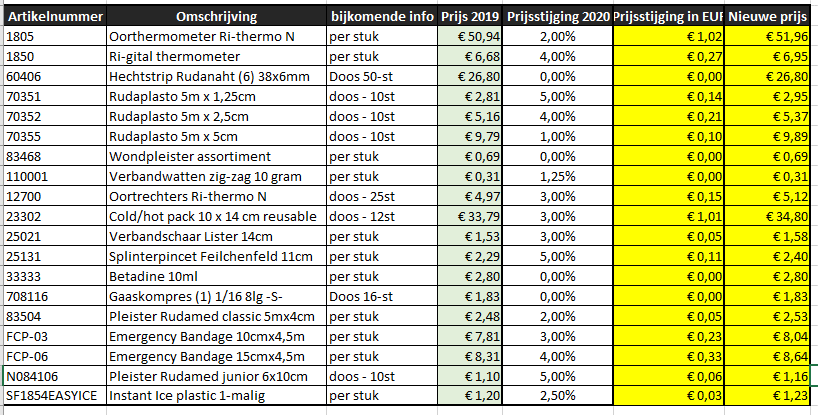 Artikelnummer Omschrijving bijkomende info Prijs 2019 Prijsstijging 2020 Prijsstijging in EUR Nieuwe prijs
1805 Oorthermometer Ri-thermo N per stuk € 50,94 2,00% € 1,02 € 51,96
1850 Ri-gital thermometer per stuk € 6,68 4,00% € 0,27 € 6,95
60406 Hechtstrip Rudanaht (6) 38x6mm Doos 50-st € 26,80 0,00% € 0,00 € 26,80
70351 Rudaplasto 5m x 1,25cm doos - 10st € 2,81 5,00% € 0,14 € 2,95
70352 Rudaplasto 5m x 2,5cm doos - 10st € 5,16 4,00% € 0,21 € 5,37
70355 Rudaplasto 5m x 5cm doos - 10st € 9,79 1,00% € 0,10 € 9,89
83468 Wondpleister assortiment per stuk € 0,69 0,00% € 0,00 € 0,69
110001 Verbandwatten zig-zag 10 gram per stuk € 0,31 1,25% € 0,00 € 0,31
12700 Oortrechters Ri-thermo N doos - 25st € 4,97 3,00% € 0,15 € 5,12
23302 Cold/hot pack 10 x 14 cm reusable doos - 12st € 33,79 3,00% € 1,01 € 34,80
25021 Verbandschaar Lister 14cm per stuk € 1,53 3,00% € 0,05 € 1,58
25131 Splinterpincet Feilchenfeld 11cm per stuk € 2,29 5,00% € 0,11 € 2,40
33333 Betadine 10ml per stuk € 2,80 0,00% € 0,00 € 2,80
708116 Gaaskompres (1) 1/16 8lg -S- Doos 16-st € 1,83 0,00% € 0,00 € 1,83
83504 Pleister Rudamed classic 5mx4cm per stuk € 2,48 2,00% € 0,05 € 2,53
FCP-03 Emergency Bandage 10cmx4,5m per stuk € 7,81 3,00% € 0,23 € 8,04
FCP-06 Emergency Bandage 15cmx4,5m per stuk € 8,31 4,00% € 0,33 € 8,64
N084106 Pleister Rudamed junior 6x10cm doos - 10st € 1,10 5,00% € 0,06 € 1,16
SF1854EASYICE Instant Ice plastic 1-malig per stuk € 1,20 2,50% € 0,03 € 1,23